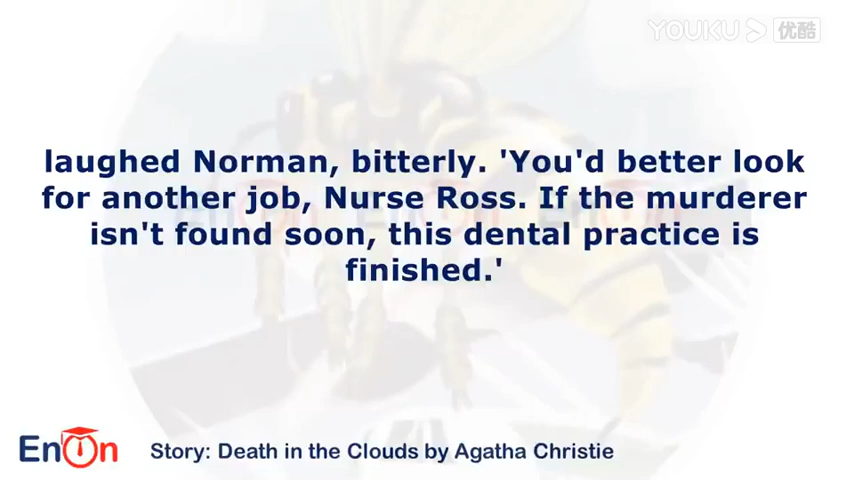 YOUKU 优酷
laughed Norman, bitterly. 'You'd better look
for another job, Nurse Ross. If the murderer
isn't found soon, this dental practice is
finished.'
EnOn
Story: Death in the Clouds by Agatha Christie